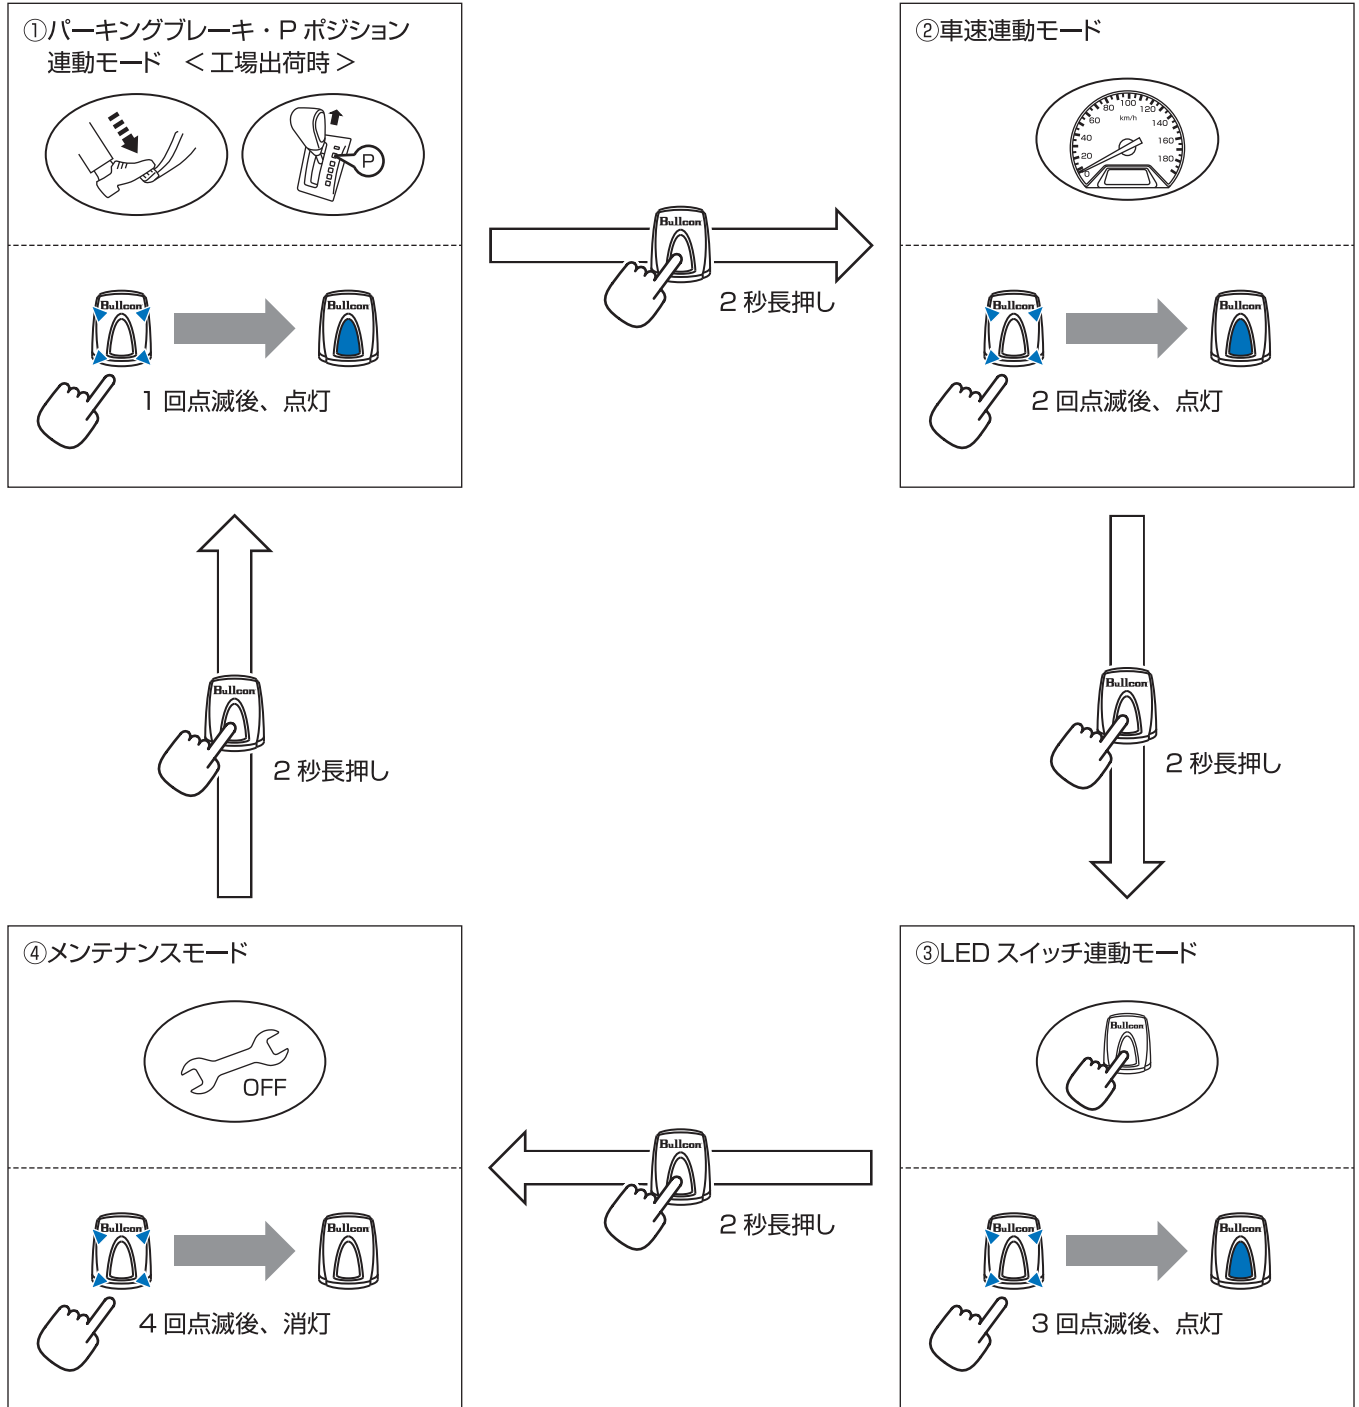 ①パーキングブレーキ・P ポジション
連動モード ＜工場出荷時＞
P
Bullcon
Bullcon
1 回点滅後、点灯
Bullcon
2 秒長押し
②車速連動モード
0
20
40
60
80
100
120
140
160
180
km/h
Bullcon
Bullcon
2 回点滅後、点灯
Bullcon
2 秒長押し
Bullcon
2 秒長押し
④メンテナンスモード
OFF
Bullcon
Bullcon
4 回点滅後、消灯
Bullcon
2 秒長押し
③LED スイッチ連動モード
Bullcon
Bullcon
Bullcon
3 回点滅後、点灯